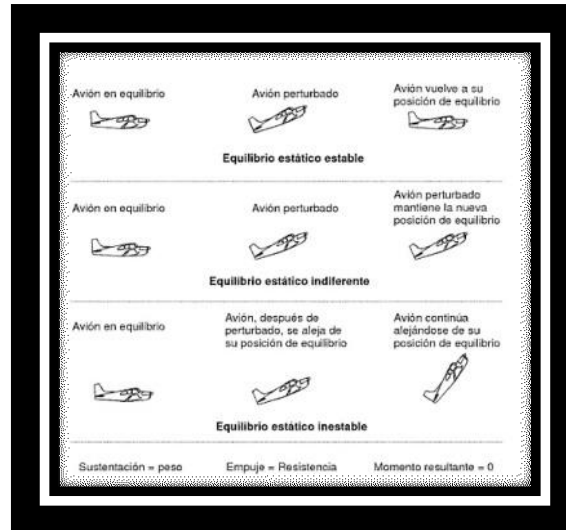 Avión en equilibrio
Avión perturbado
Avión vuelve a su
posición de equilibrio
Equilibrio estático estable
Avión en equilibrio
Avión perturbado
Avión perturbado
mantiene la nueva
posición de equilibrio
Equilibrio estático indiferente
Avión en equilibrio
Avión, después de
perturbado, se aleja de
su posición de equilibrio
Avión continúa
alejándose de su
posición de equilibrio
Equilibrio estático inestable
Sustentación = peso
Empuje = Resistencia
Momento resultante = 0